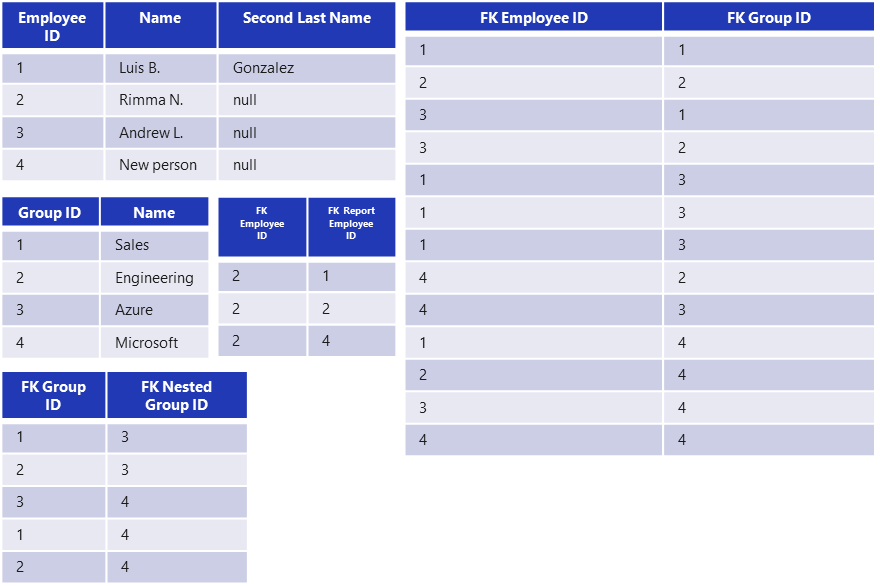 Employee ID Name Second Last Name
1 Luis B. Gonzalez
2 Rimma N. null
3 Andrew L. null
4 New person null
Group ID Name
1 Sales
2 Engineering
3 Azure
4 Microsoft
FK Employee ID FK Report Employee ID
2 1
2 2
2 4
FK Group ID FK Nested Group ID
1 3
2 3
3 4
1 4
2 4
FK Employee ID FK Group ID
1 1
2 2
3 1
3 2
1 3
1 3
1 3
4 2
4 3
1 4
2 4
3 4
4 4